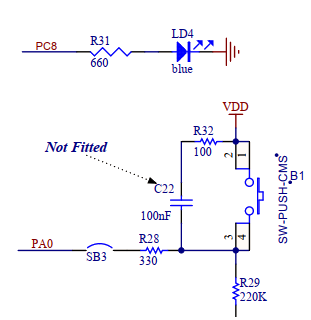 PC8
R31
660
LD4
blue
VDD
Not Fitted
R32
100
2
1
C22
100nF
B1
SW-PUSH-CMS
PA0
SB3
R28
330
3
4
R29
220K